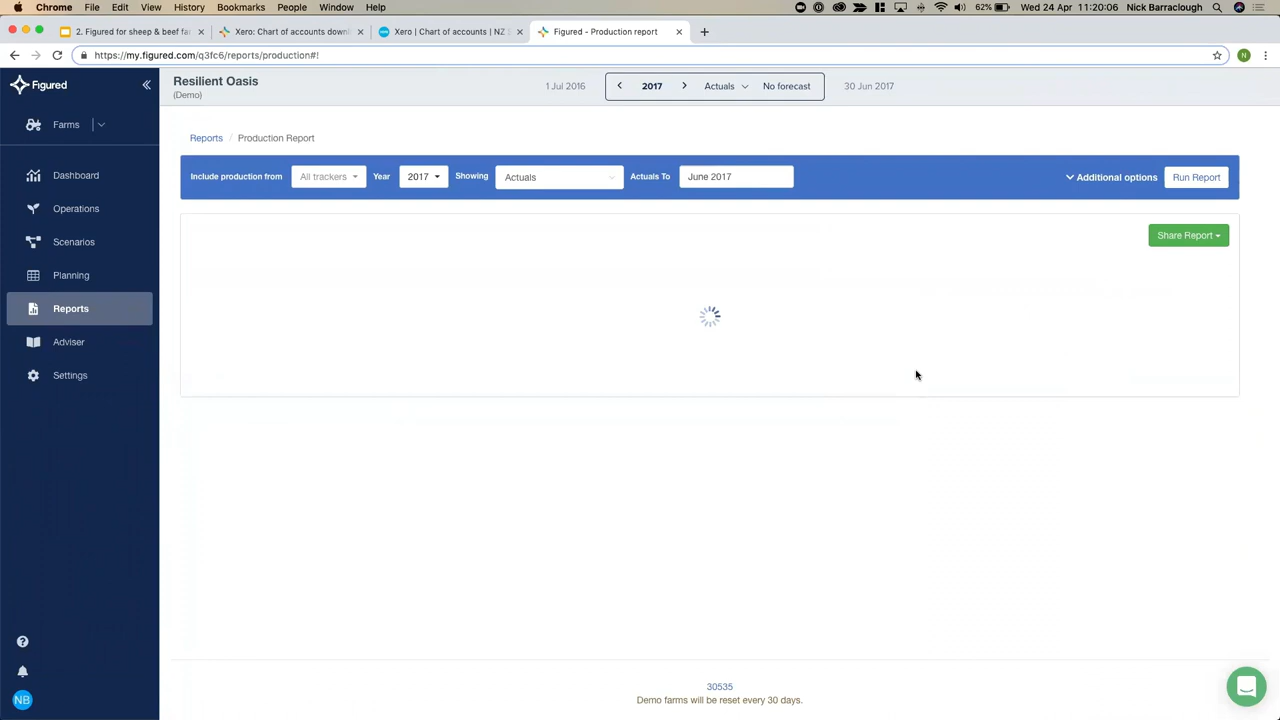 Chrome File Edit View History Bookmarks People Window Help 62% Wed 24 Apr 11:20:06 Nick Barraclough
2. Figured for sheep & beef fa
Xero: Chart of accounts downl
Xero | Chart of accounts | NZ
Figured - Production report
https://my.figured.com/q3fc6/reports/production#!
N
Figured
Resilient Oasis
(Demo)
1 Jul 2016
2017
Actuals
No forecast
30 Jun 2017
Farms
Dashboard
Operations
Scenarios
Planning
Reports
Adviser
Settings
NB
Reports / Production Report
Include production from All trackers Year 2017 Showing Actuals Actuals To June 2017 Additional options Run Report
Share Report
30535
Demo farms will be reset every 30 days.